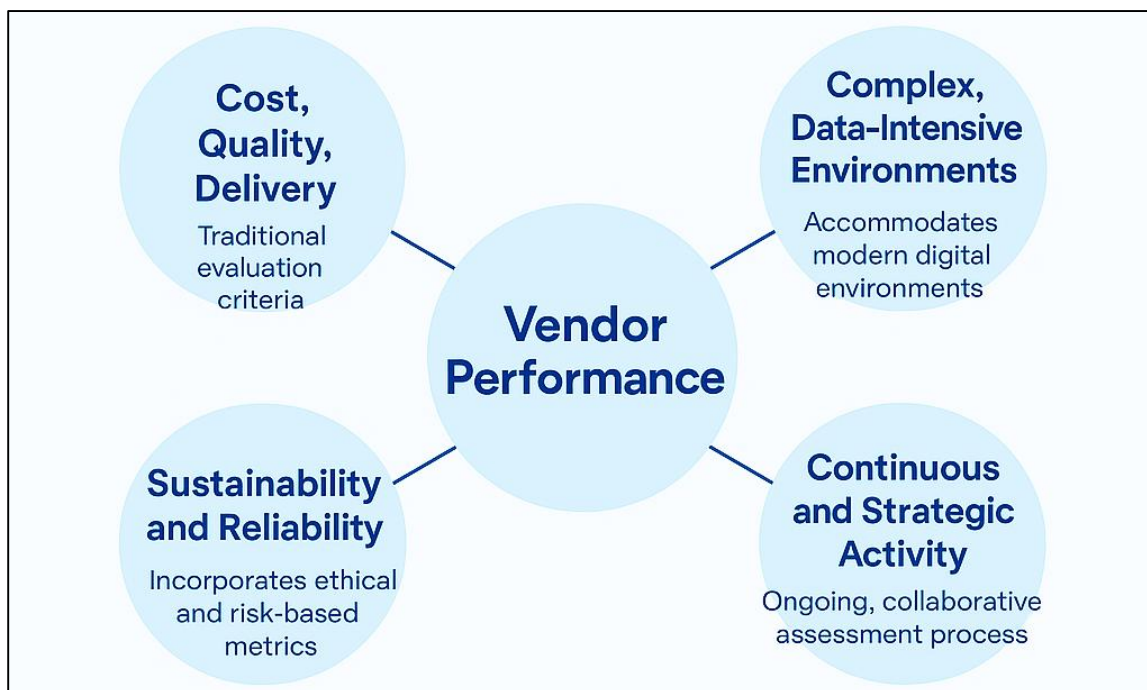 Cost,
Quality,
Delivery
Traditional
evaluation
criteria
Complex,
Data-Intensive
Environments
Accommodates
modern digital
environments
Vendor
Performance
Sustainability
and Reliability
Incorporates ethical
and risk-based
metrics
Continuous
and Strategic
Activity
Ongoing, collaborative
assessment process